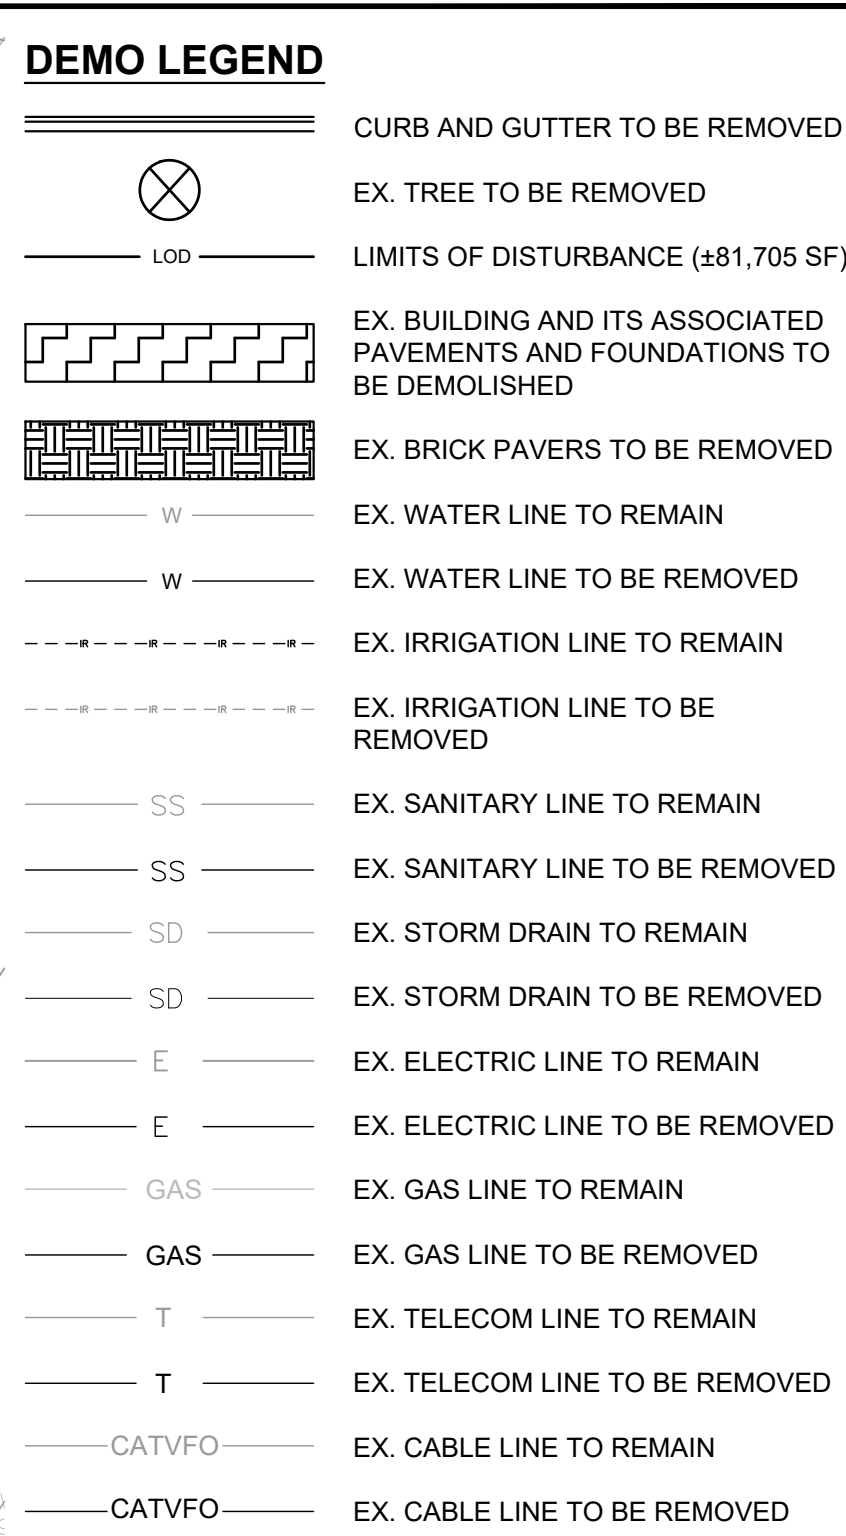 DEMO LEGEND
CURB AND GUTTER TO BE REMOVED
EX. TREE TO BE REMOVED
LOD LIMITS OF DISTURBANCE (±81,705 SF)
EX. BUILDING AND ITS ASSOCIATED
PAVEMENTS AND FOUNDATIONS TO
BE DEMOLISHED
EX. BRICK PAVERS TO BE REMOVED
W EX. WATER LINE TO REMAIN
W EX. WATER LINE TO BE REMOVED
IR IR IR IR EX. IRRIGATION LINE TO REMAIN
IR IR IR IR EX. IRRIGATION LINE TO BE
REMOVED
SS EX. SANITARY LINE TO REMAIN
SS EX. SANITARY LINE TO BE REMOVED
SD EX. STORM DRAIN TO REMAIN
SD EX. STORM DRAIN TO BE REMOVED
E EX. ELECTRIC LINE TO REMAIN
E EX. ELECTRIC LINE TO BE REMOVED
GAS EX. GAS LINE TO REMAIN
GAS EX. GAS LINE TO BE REMOVED
T EX. TELECOM LINE TO REMAIN
T EX. TELECOM LINE TO BE REMOVED
CATVFO EX. CABLE LINE TO REMAIN
CATVFO EX. CABLE LINE TO BE REMOVED